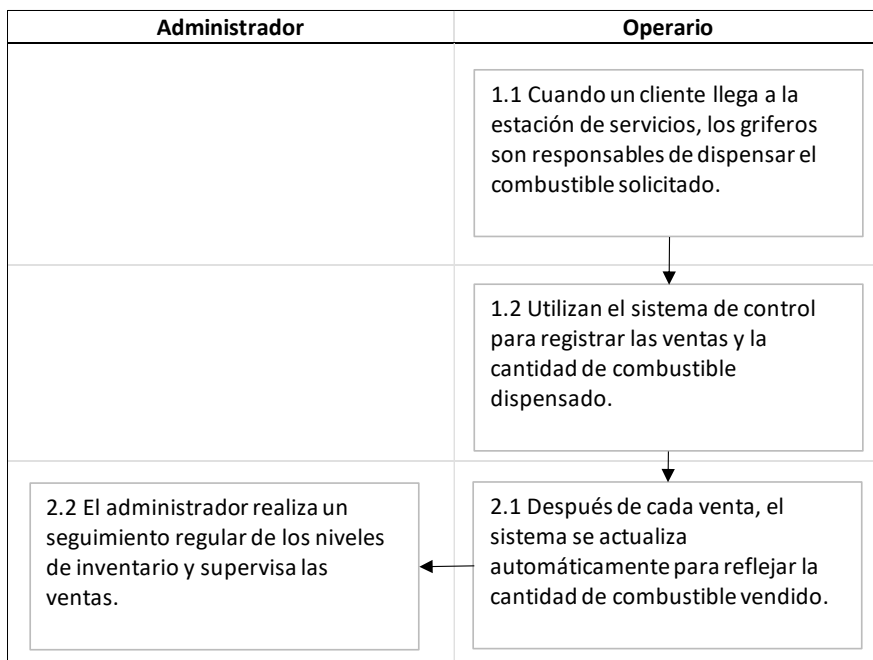 Administrador
Operario
1.1 Cuando un cliente llega a la
estación de servicios, los griferos
son responsables de dispensar el
combustible solicitado.
1.2 Utilizan el sistema de control
para registrar las ventas y la
cantidad de combustible
dispensado.
2.1 Después de cada venta, el
sistema se actualiza
automáticamente para reflejar la
cantidad de combustible vendido.
2.2 El administrador realiza un
seguimiento regular de los niveles
de inventario y supervisa las
ventas.